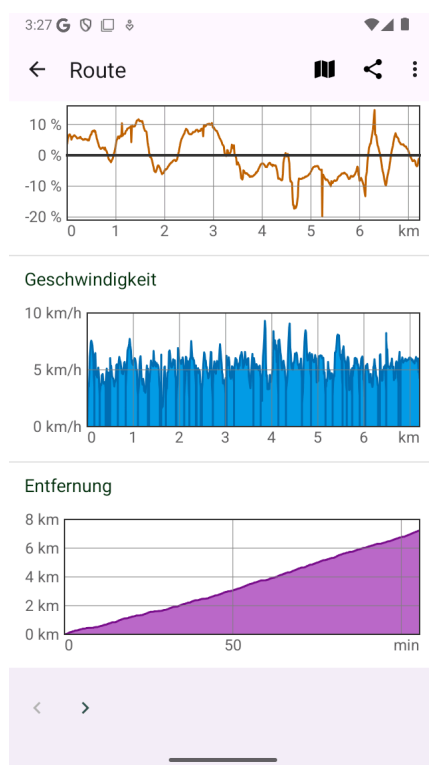 3:27
Route
10 %
0 %
-10 %
-20 %
0 1 2 3 4 5 6 km
Geschwindigkeit
10 km/h
5 km/h
0 km/h
0 1 2 3 4 5 6 km
Entfernung
8 km
6 km
4 km
2 km
0 km
0 50 min